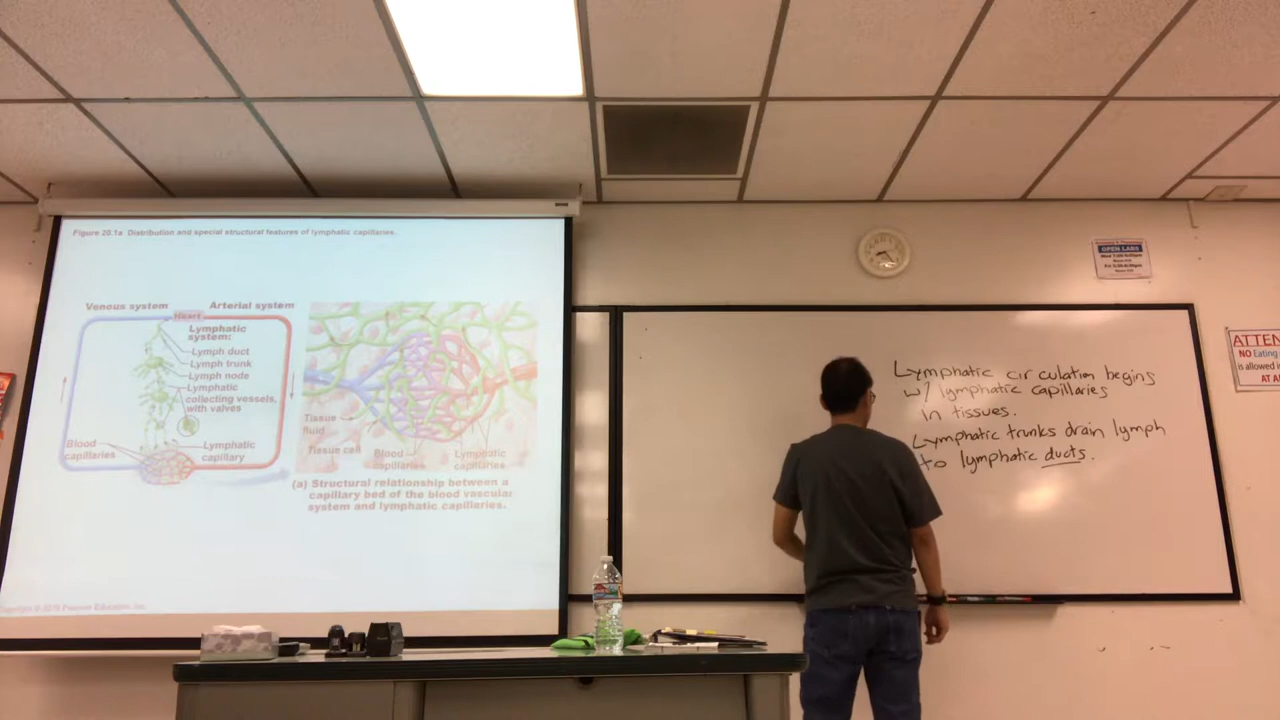 Figure 20.1a Distribution and special structural features of lymphatic capillaries.
Venous system
Arterial system
Heart
Lymphatic
system:
Lymph duct
Lymph trunk
Lymph node
Lymphatic
collecting vessels,
with valves
Blood
capillaries
Lymphatic
capillary
Tissue
fluid
Tissue cell
Blood
capillaries
Lymphatic
capillaries
(a) Structural relationship between a
capillary bed of the blood vascular
system and lymphatic capillaries.
Pearson Education, Inc.
Lymphatic circulation begins
w/ lymphatic capillaries
in tissues.
Lymphatic trunks drain lymph
to lymphatic ducts.
OPEN LABS
ATTEN
NO Eating
is allowed i
AT A